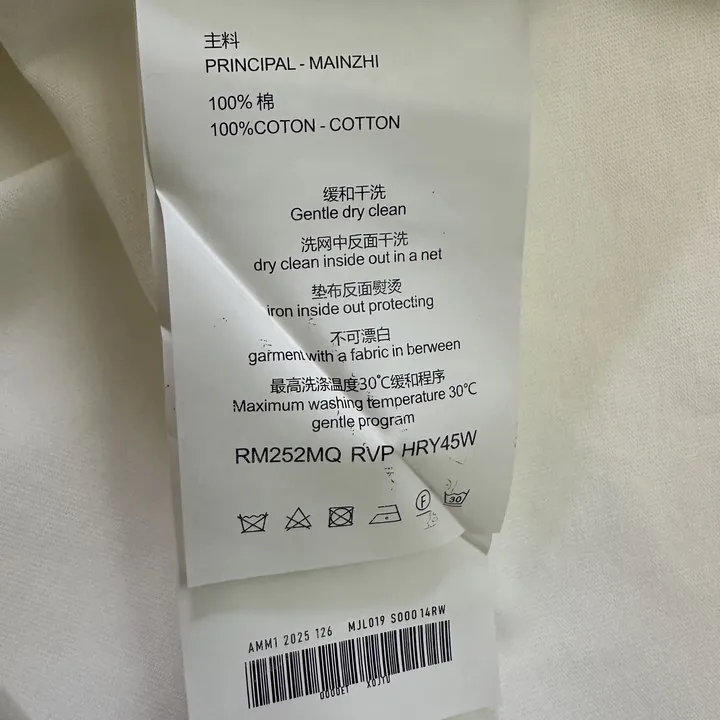 主料
PRINCIPAL - MAINZHI
100% 棉
100%COTON - COTTON
缓和干洗
Gentle dry clean
洗网中反面干洗
dry clean inside out in a net
垫布反面熨烫
iron inside out protecting
不可漂白
garment with a fabric in berween
最高洗涤温度30℃缓和程序
Maximum washing temperature 30℃
gentle program
RM252MQ RVP HRY45W
F
30
AMM1 2025 126 MJL019 S000 14RW